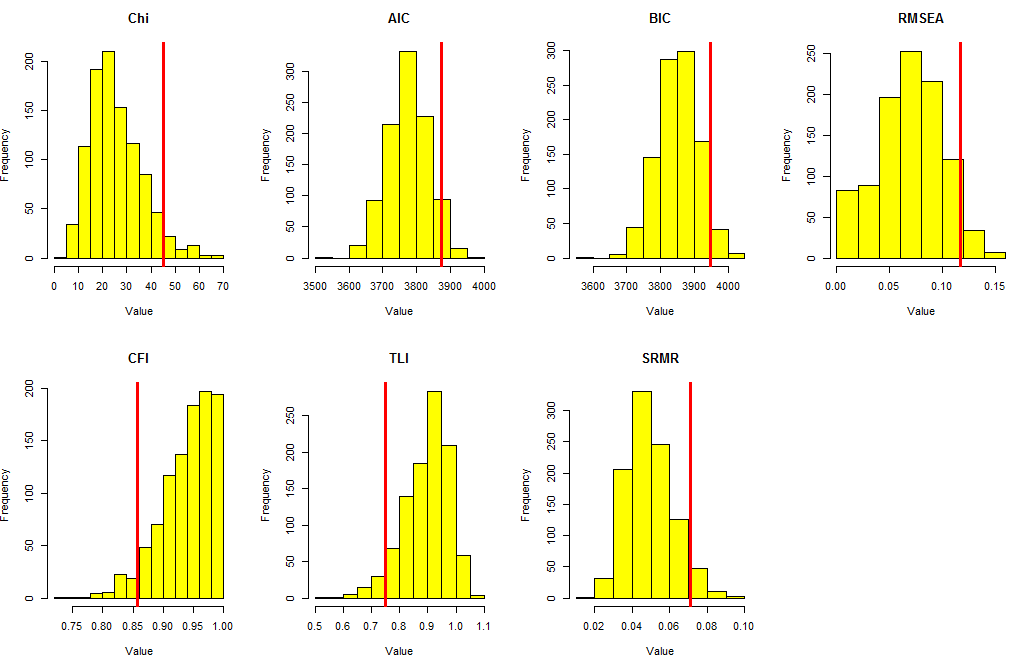 Chi
Frequency
0 50 100 150 200
0 10 20 30 40 50 60 70
Value
AIC
Frequency
0 50 100 150 200 250 300
3500 3600 3700 3800 3900 4000
Value
BIC
Frequency
0 50 100 150 200 250 300
3600 3700 3800 3900 4000
Value
RMSEA
Frequency
0 50 100 150 200 250
0.00 0.05 0.10 0.15
Value
CFI
Frequency
0 50 100 150 200
0.75 0.80 0.85 0.90 0.95 1.00
Value
TLI
Frequency
0 50 100 150 200 250
0.5 0.6 0.7 0.8 0.9 1.0 1.1
Value
SRMR
Frequency
0 50 100 150 200 250 300
0.02 0.04 0.06 0.08 0.10
Value